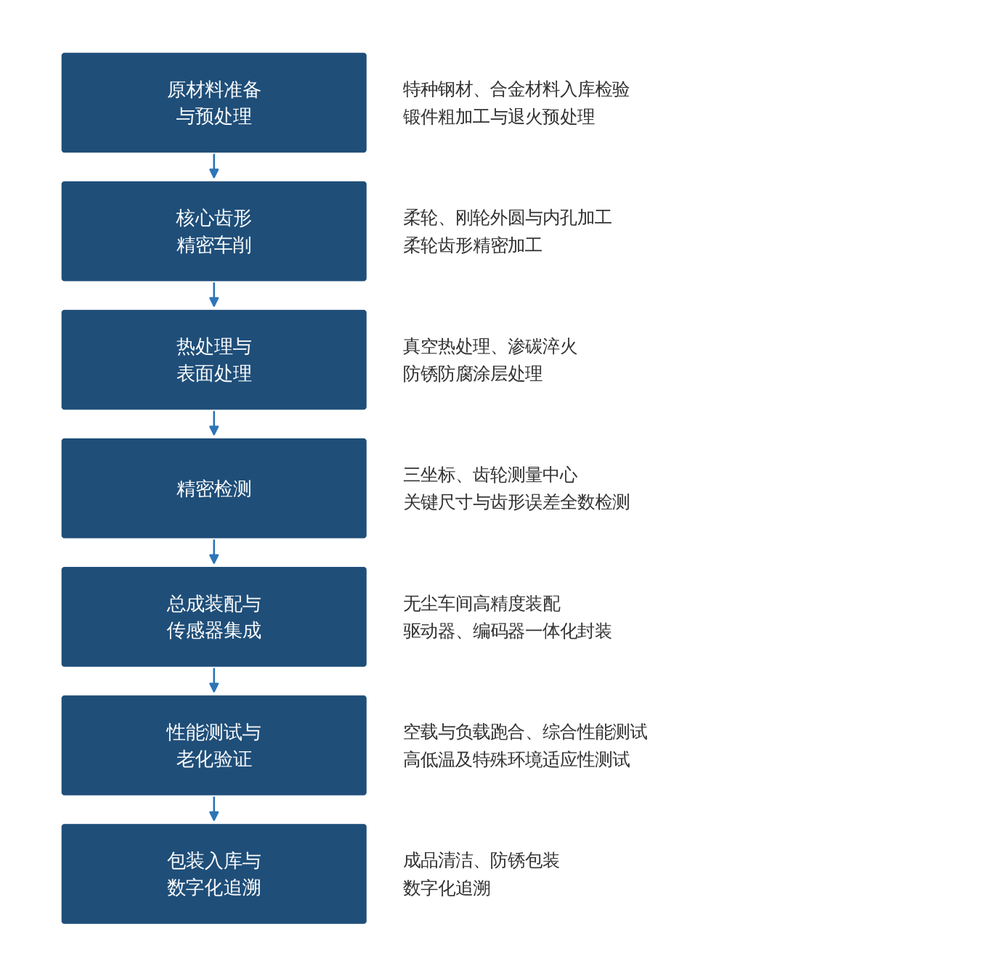 原材料准备
与预处理
特种钢材、合金材料入库检验
锻件粗加工与退火预处理
核心齿形
精密车削
柔轮、刚轮外圆与内孔加工
柔轮齿形精密加工
热处理与
表面处理
真空热处理、渗碳淬火
防锈防腐涂层处理
精密检测
三坐标、齿轮测量中心
关键尺寸与齿形误差全数检测
总成装配与
传感器集成
无尘车间高精度装配
驱动器、编码器一体化封装
性能测试与
老化验证
空载与负载跑合、综合性能测试
高低温及特殊环境适应性测试
包装入库与
数字化追溯
成品清洁、防锈包装
数字化追溯